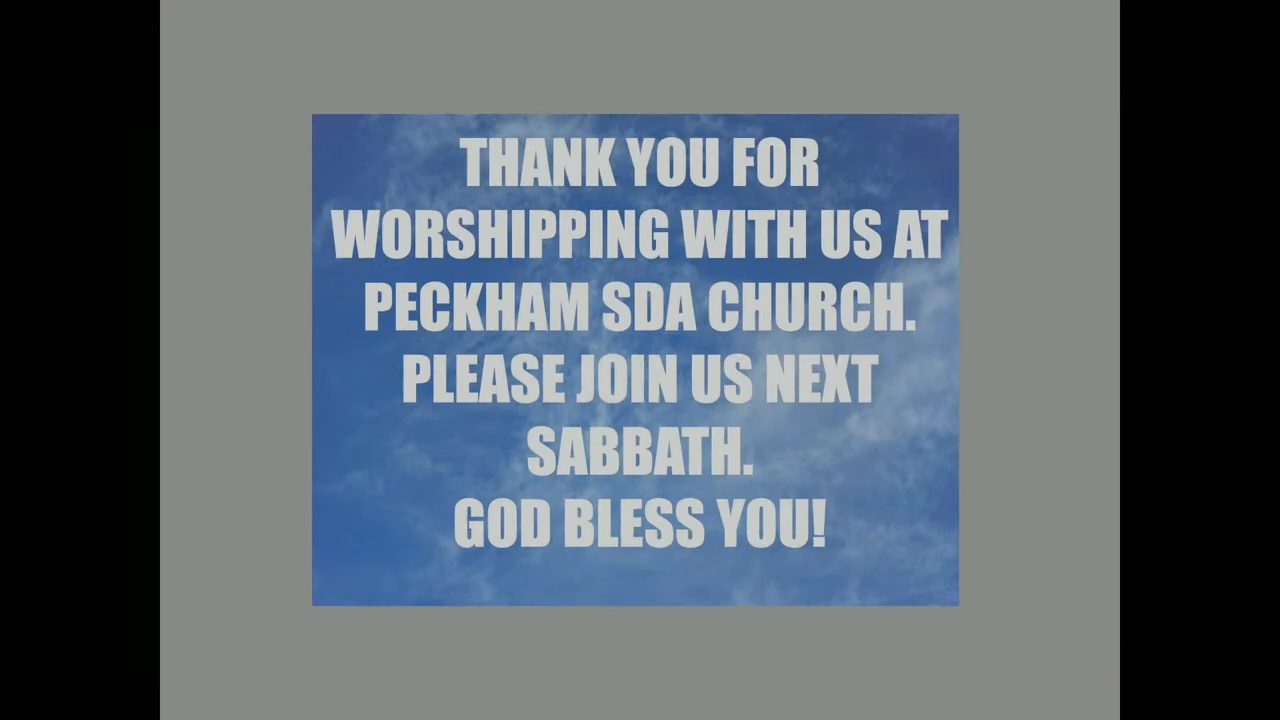 THANK YOU FOR
WORSHIPPING WITH US AT
PECKHAM SDA CHURCH.
PLEASE JOIN US NEXT
SABBATH.
GOD BLESS YOU!